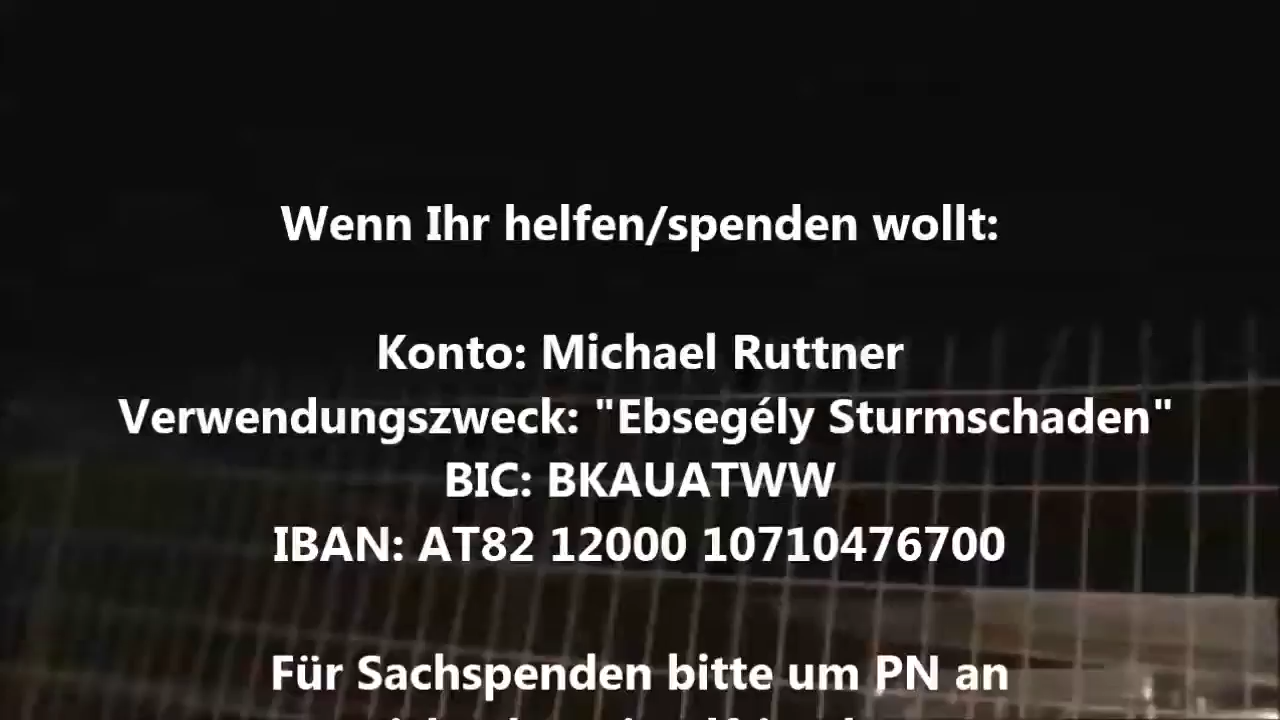 Wenn Ihr helfen/spenden wollt:
Konto: Michael Ruttner
Verwendungszweck: "Ebsegély Sturmschaden"
BIC: BKAUATWW
IBAN: AT82 12000 10710476700
Für Sachspenden bitte um PN an